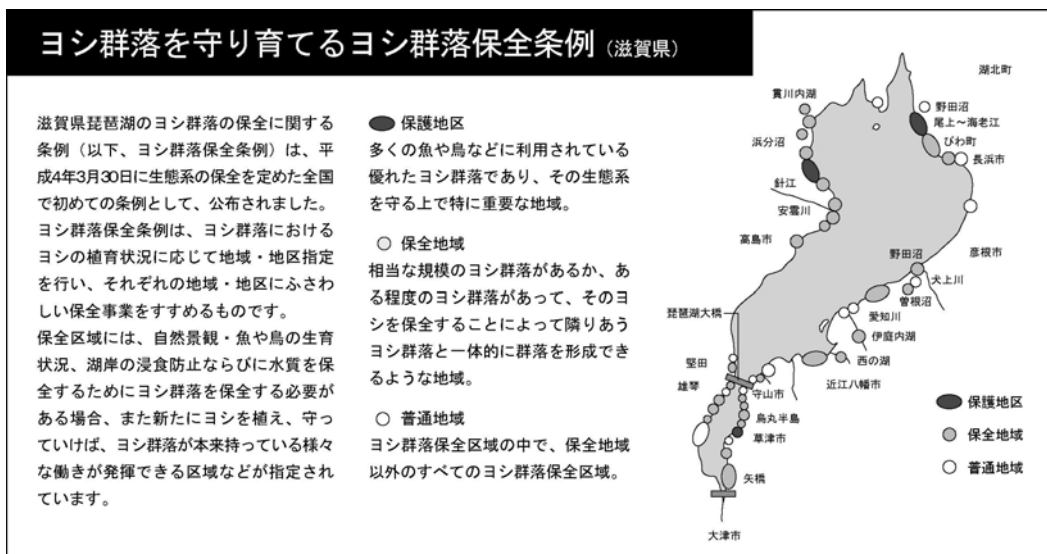 ヨシ群落を守り育てるヨシ群落保全条例（滋賀県）
滋賀県琵琶湖のヨシ群落の保全に関する
条例（以下、ヨシ群落保全条例）は、平
成4年3月30日に生態系の保全を定めた全国
で初めての条例として、公布されました。
ヨシ群落保全条例は、ヨシ群落における
ヨシの植育状況に応じて地域・地区指定
を行い、それぞれの地域・地区にふさわ
しい保全事業をすすめるものです。
保全区域には、自然景観・魚や鳥の生育
状況、湖岸の浸食防止ならびに水質を保
全するためにヨシ群落を保全する必要が
ある場合、また新たにヨシを植え、守っ
ていけば、ヨシ群落が本来持っている様々
な働きが発揮できる区域などが指定され
ています。
保護地区
多くの魚や鳥などに利用されている
優れたヨシ群落であり、その生態系
を守る上で特に重要な地域。
保全地域
相当な規模のヨシ群落があるか、あ
る程度のヨシ群落があって、そのヨ
シを保全することによって隣りあう
ヨシ群落と一体的に群落を形成でき
るような地域。
普通地域
ヨシ群落保全区域の中で、保全地域
以外のすべてのヨシ群落保全区域。
湖北町
貫川内湖
野田沼
尾上〜海老江
浜分沼
びわ町
長浜市
針江
安曇川
高島市
野田沼
彦根市
犬上川
曽根沼
琵琶湖大橋
愛知川
伊庭内湖
堅田
西の湖
雄琴
守山市
近江八幡市
烏丸半島
草津市
矢橋
大津市
保護地区
保全地域
普通地域